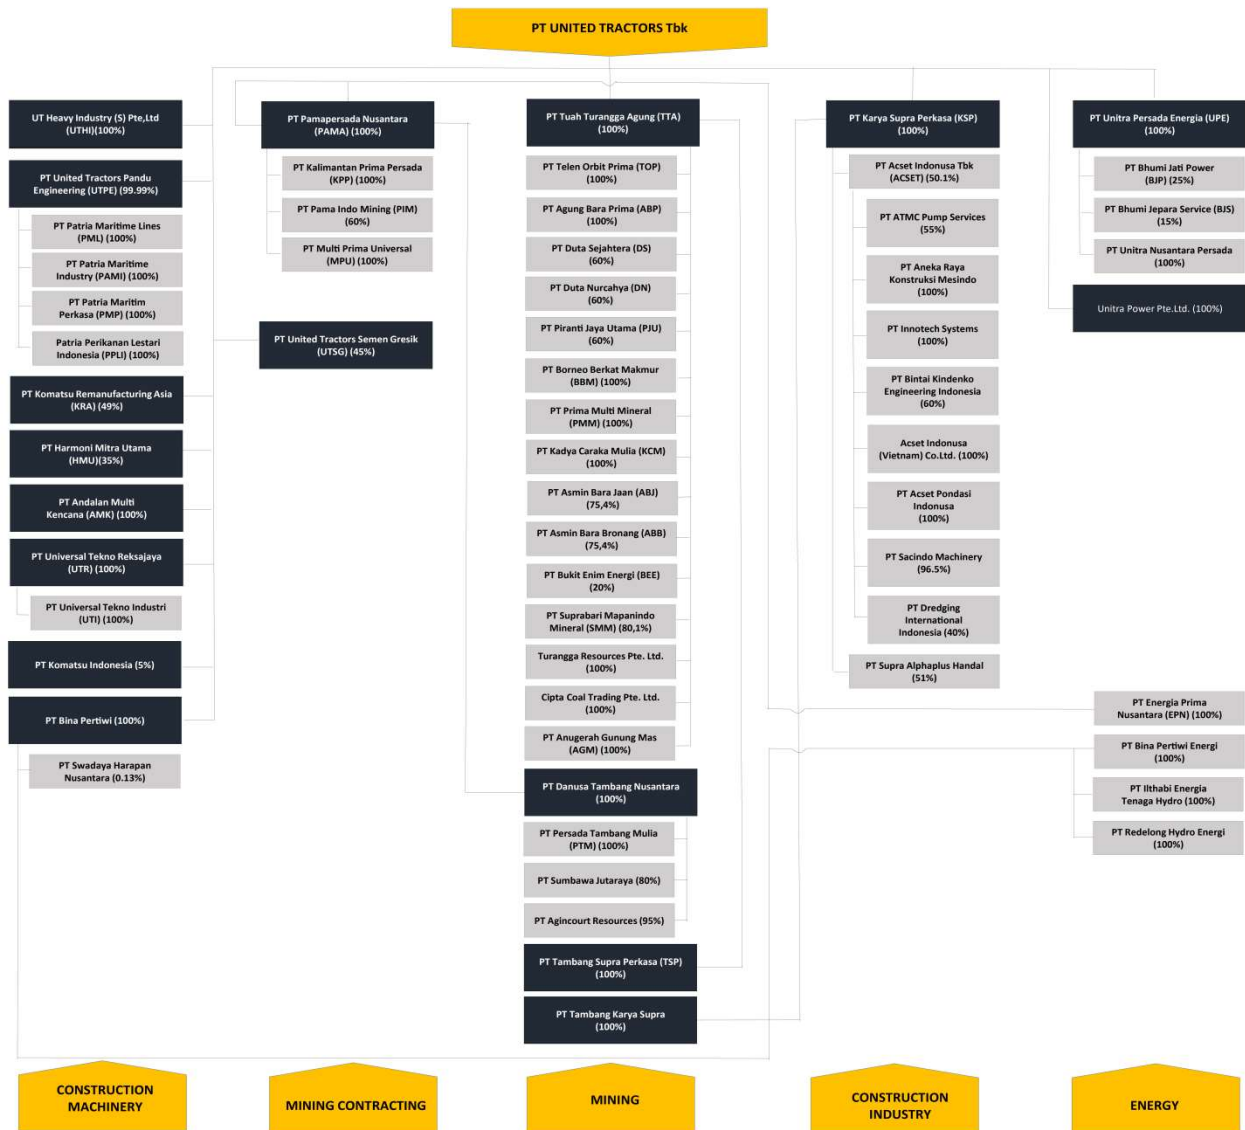 PT UNITED TRACTORS Tbk
UT Heavy Industry (S) Pte,Ltd
(UTHI)(100%)
PT United Tractors Pandu
Engineering (UTPE) (99.99%)
PT Patria Maritime Lines
(PML) (100%)
PT Patria Maritime
Industry (PAMI) (100%)
PT Patria Maritim
Perkasa (PMP) (100%)
Patria Perikanan Lestari
Indonesia (PPLI) (100%)
PT Komatsu Remanufacturing Asia
(KRA) (49%)
PT Harmoni Mitra Utama
(HMU)(35%)
PT Andalan Multi
Kencana (AMK) (100%)
PT Universal Tekno Reksajaya
(UTR) (100%)
PT Universal Tekno Industri
(UTI) (100%)
PT Komatsu Indonesia (5%)
PT Bina Pertiwi (100%)
PT Swadaya Harapan
Nusantara (0.13%)
PT Pamapersada Nusantara
(PAMA) (100%)
PT Kalimantan Prima Persada
(KPP) (100%)
PT Pama Indo Mining (PIM)
(60%)
PT Multi Prima Universal
(MPU) (100%)
PT United Tractors Semen Gresik
(UTSG) (45%)
PT Tuah Turangga Agung (TTA)
(100%)
PT Telen Orbit Prima (TOP)
(100%)
PT Agung Bara Prima (ABP)
(100%)
PT Duta Sejahtera (DS)
(60%)
PT Duta Nurcahya (DN)
(60%)
PT Piranti Jaya Utama (PJU)
(60%)
PT Borneo Berkat Makmur
(BBM) (100%)
PT Prima Multi Mineral
(PMM) (100%)
PT Kadya Caraka Mulia (KCM)
(100%)
PT Asmin Bara Jaan (ABJ)
(75,4%)
PT Asmin Bara Bronang (ABB)
(75,4%)
PT Bukit Enim Energi (BEE)
(20%)
PT Suprabari Mapanindo
Mineral (SMM) (80,1%)
Turangga Resources Pte. Ltd.
(100%)
Cipta Coal Trading Pte. Ltd.
(100%)
PT Anugerah Gunung Mas
(AGM) (100%)
PT Danusa Tambang Nusantara
(100%)
PT Persada Tambang Mulia
(PTM) (100%)
PT Sumbawa Jutaraya (80%)
PT Agincourt Resources (95%)
PT Tambang Supra Perkasa (TSP)
(100%)
PT Tambang Karya Supra
(100%)
PT Karya Supra Perkasa (KSP)
(100%)
PT Acset Indonusa Tbk
(ACSET) (50.1%)
PT ATMC Pump Services
(55%)
PT Aneka Raya
Konstruksi Mesindo
(100%)
PT Innotech Systems
(100%)
PT Bintai Kindenko
Engineering Indonesia
(60%)
Acset Indonusa
(Vietnam) Co.Ltd. (100%)
PT Acset Pondasi
Indonusa
(100%)
PT Sacindo Machinery
(96.5%)
PT Dredging
International
Indonesia (40%)
PT Supra Alphaplus Handal
(51%)
PT Unitra Persada Energia (UPE)
(100%)
PT Bhumi Jati Power
(BJP) (25%)
PT Bhumi Jepara Service (BJS)
(15%)
PT Unitra Nusantara Persada
(100%)
Unitra Power Pte.Ltd. (100%)
PT Energia Prima
Nusantara (EPN) (100%)
PT Bina Pertiwi Energi
(100%)
PT Ilthabi Energia
Tenaga Hydro (100%)
PT Redelong Hydro Energi
(100%)
CONSTRUCTION
MACHINERY
MINING CONTRACTING
MINING
CONSTRUCTION
INDUSTRY
ENERGY